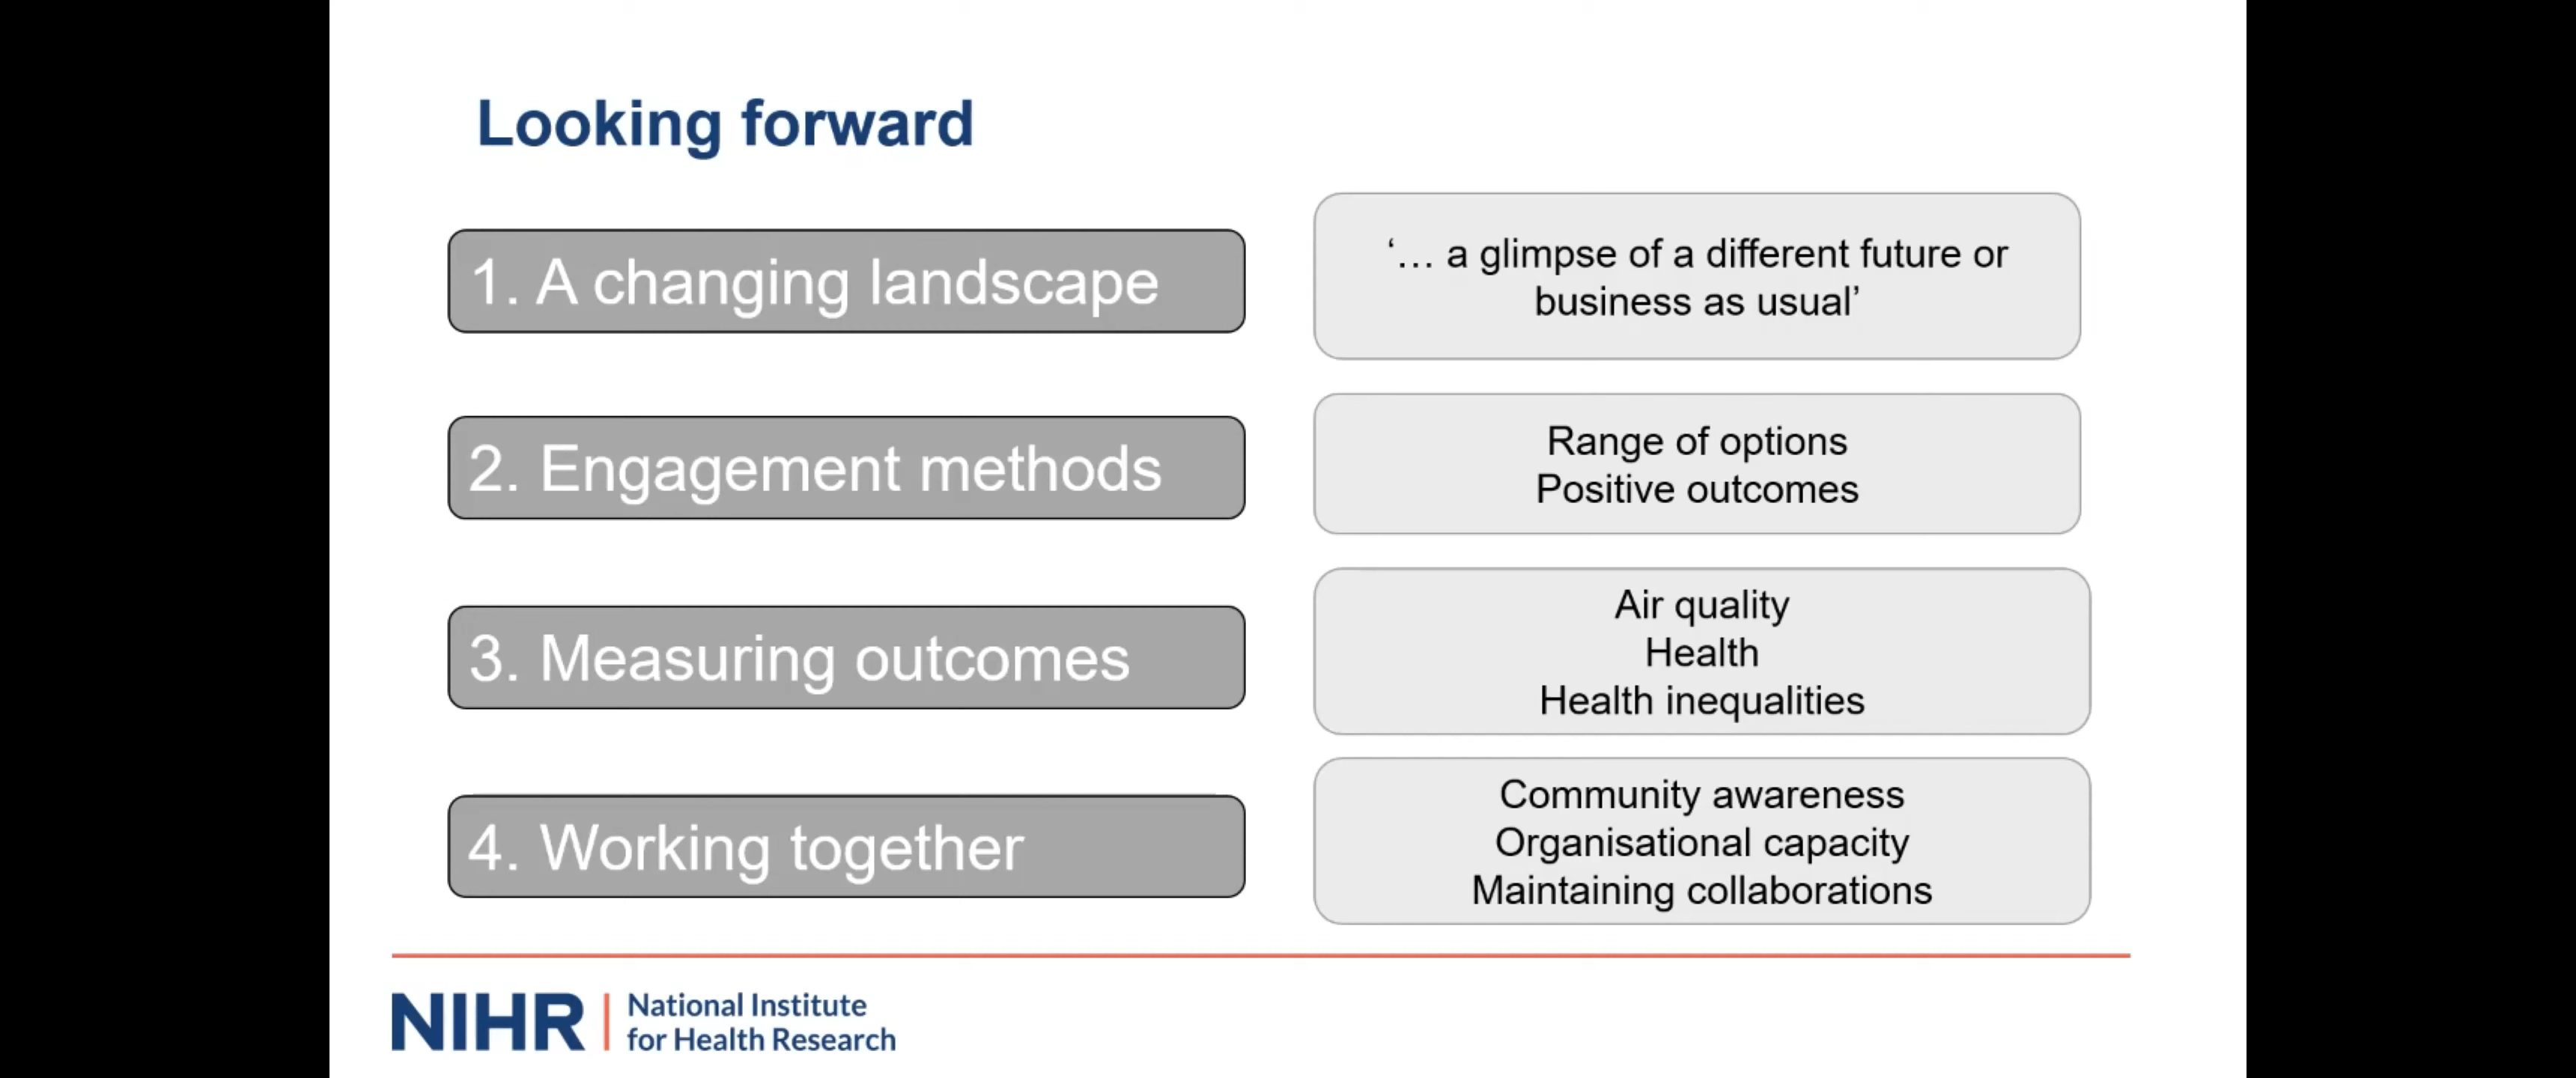 Looking forward
1. A changing landscape
‘… a glimpse of a different future or
business as usual’
2. Engagement methods
Range of options
Positive outcomes
3. Measuring outcomes
Air quality
Health
Health inequalities
4. Working together
Community awareness
Organisational capacity
Maintaining collaborations
NIHR
National Institute
for Health Research